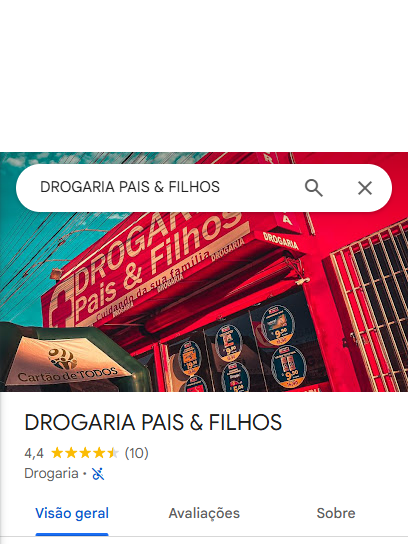 DROGARIA PAIS & FILHOS
DROGARIA
Pais & Filhos
Cuidando da sua família
DROGARIA
DROGARIA
Cartão de TODOS
DROGARIA PAIS & FILHOS
4,4 (10)
Drogaria ·
Visão geral
Avaliações
Sobre